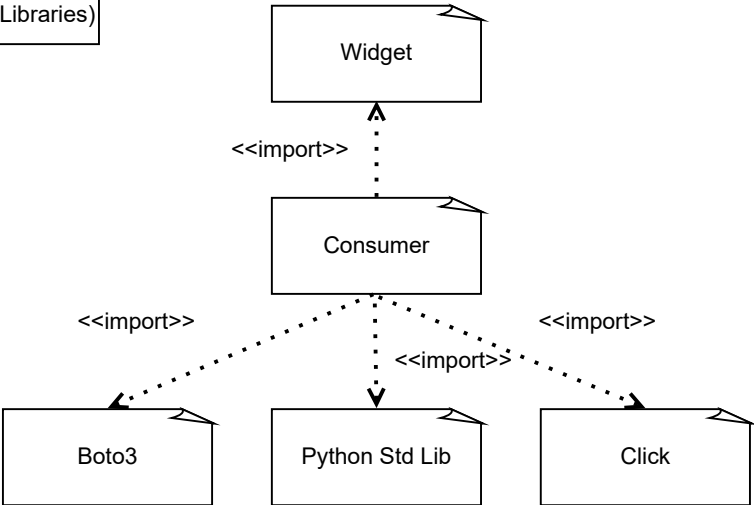 Libraries)
Widget
<<import>>
Consumer
<<import>>
<<import>>
<<import>>
Boto3
Python Std Lib
Click